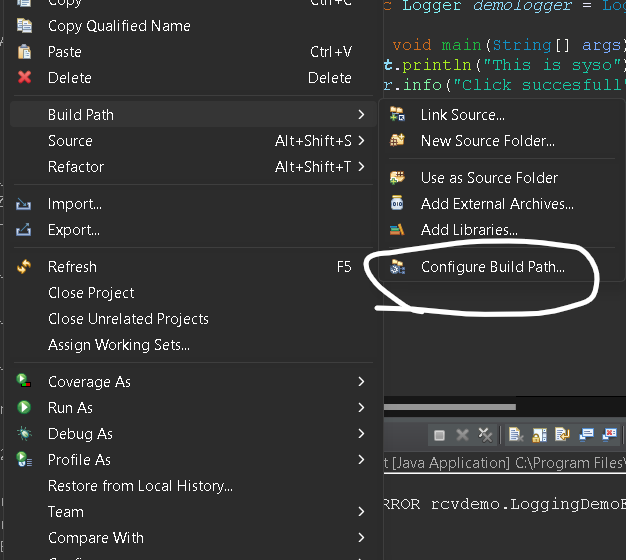 Copy Ctrl+C
Copy Qualified Name
Paste Ctrl+V
Delete Delete
Build Path
Source Alt+Shift+S
Refactor Alt+Shift+T
Import...
Export...
Refresh F5
Close Project
Close Unrelated Projects
Assign Working Sets...
Coverage As
Run As
Debug As
Profile As
Restore from Local History...
Team
Compare With
Link Source...
New Source Folder...
Use as Source Folder
Add External Archives...
Add Libraries...
Configure Build Path...
c Logger demologger = Log
void main(String[] args)
t.println("This is syso")
r.info("Click succesfull"
t [Java Application] C:\Program Files\
RROR rcvdemo.LoggingDemoE